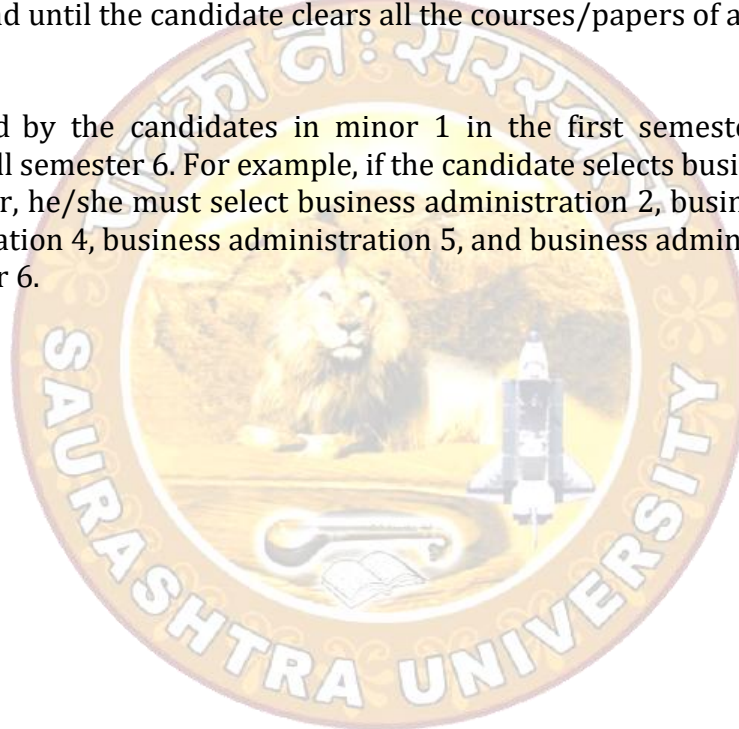 nd until the candidate clears all the courses/papers of a
d by the candidates in minor 1 in the first semeste
ll semester 6. For example, if the candidate selects busi
r, he/she must select business administration 2, busin
ation 4, business administration 5, and business admin
r 6.
SAURASHTRA UNIVERSITY